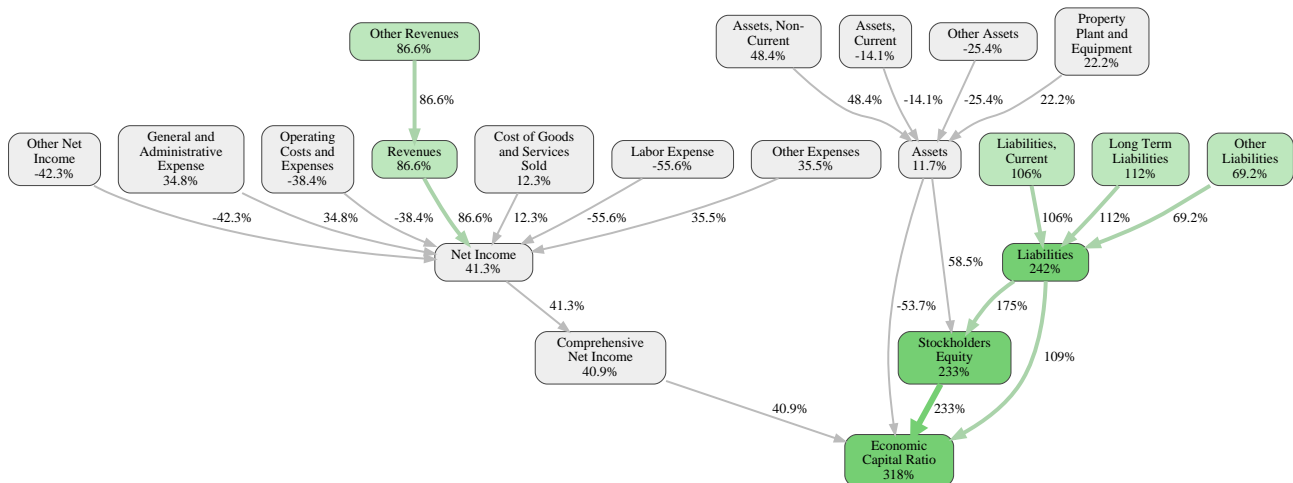 Other Revenues
86.6%
Assets, Non-
Current
48.4%
Assets,
Current
-14.1%
Other Assets
-25.4%
Property
Plant and
Equipment
22.2%
86.6%
48.4%
-14.1%
-25.4%
22.2%
Other Net
Income
-42.3%
General and
Administrative
Expense
34.8%
Operating
Costs and
Expenses
-38.4%
Revenues
86.6%
Cost of Goods
and Services
Sold
12.3%
Labor Expense
-55.6%
Other Expenses
35.5%
Assets
11.7%
Liabilities,
Current
106%
Long Term
Liabilities
112%
Other
Liabilities
69.2%
-42.3%
34.8%
-38.4%
86.6%
12.3%
-55.6%
35.5%
106%
112%
69.2%
Net Income
41.3%
58.5%
Liabilities
242%
41.3%
-53.7%
175%
Comprehensive
Net Income
40.9%
Stockholders
Equity
233%
109%
40.9%
233%
Economic
Capital Ratio
318%